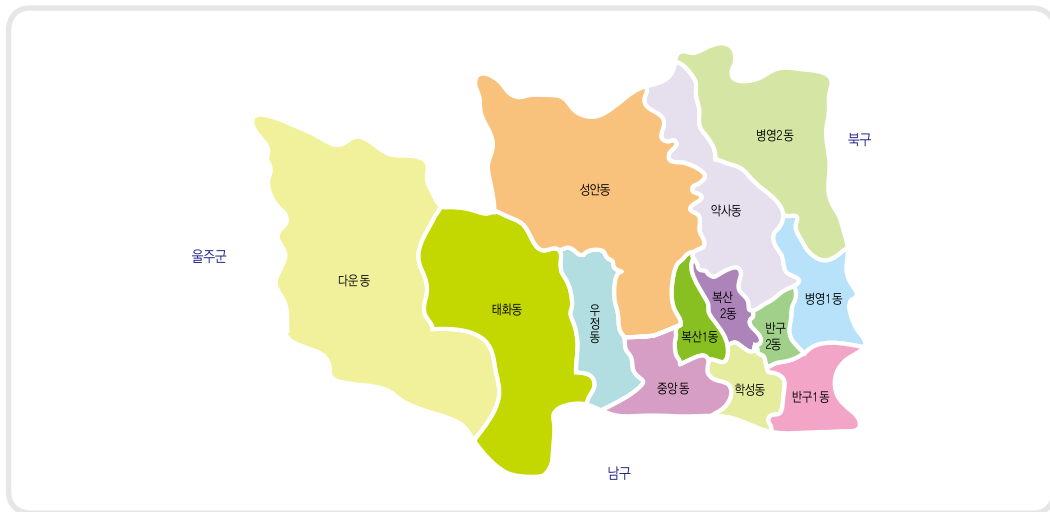 병영2동
북구
성안동
약사동
울주군
다운동
태화동
우정동
복산
2동
병영1동
반구
2동
복산1동
중앙동
학성동
반구1동
남구